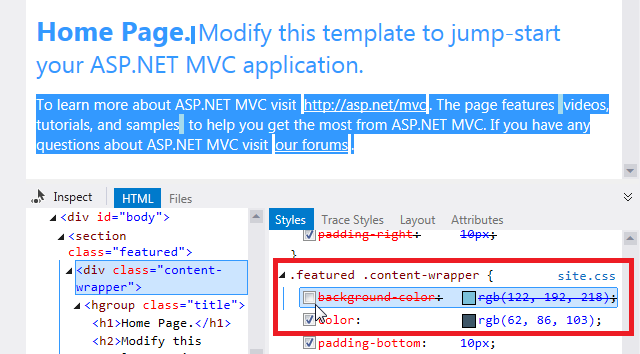 Home Page. Modify this template to jump-start
your ASP.NET MVC application.
To learn more about ASP.NET MVC visit http://asp.net/mvc. The page features videos,
tutorials, and samples to help you get the most from ASP.NET MVC. If you have any
questions about ASP.NET MVC visit our forums.
Inspect HTML Files
<div id="body">
<section
class="featured">
<div class="content-
wrapper">
<hgroup class="title">
<h1>Home Page.</h1>
<h2>Modify this
Styles Trace Styles Layout Attributes
padding-right: 10px;
}
.featured .content-wrapper { site.css
background-color: rgb(122, 192, 218);
color: rgb(62, 86, 103);
padding-bottom: 10px;